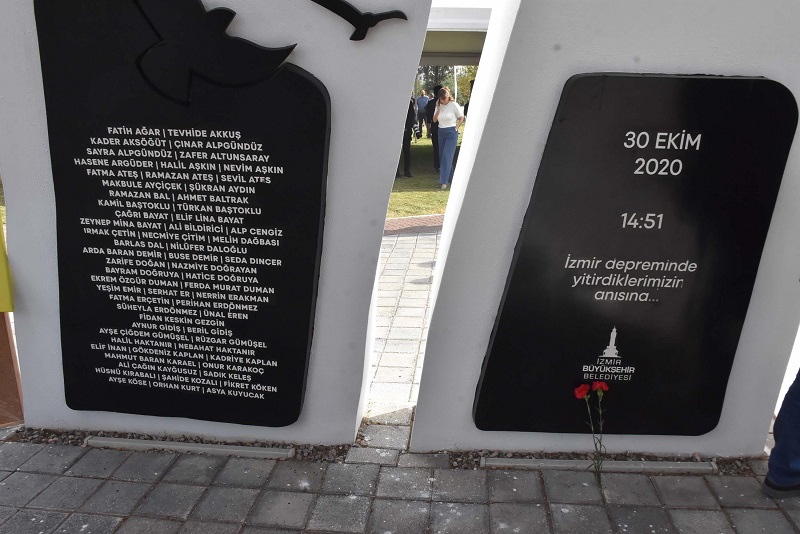 FATİH AĞAR | TEVHİDE AKKUŞ
KADER AKSÖĞÜT | ÇINAR ALPGÜNDÜZ
SAYRA ALPGÜNDÜZ | ZAFER ALTUNSARAY
HASENE ARGÜDER | HALİL AŞKIN | NEVİM AŞKIN
FATMA ATEŞ | RAMAZAN ATEŞ | SEVİL ATEŞ
MAKBULE AYÇİÇEK | ŞÜKRAN AYDIN
RAMAZAN BAL | AHMET BALTRAK
KAMİL BAŞTOKLU | TÜRKAN BAŞTOKLU
ÇAĞRI BAYAT | ELİF LİNA BAYAT
ZEYNEP MİNA BAYAT | ALİ BİLDİRİCİ | ALP CENGİZ
IRMAK ÇETİN | NECMİYE ÇİTİM | MELİH DAĞBAŞI
BARLAS DAL | NİLÜFER DALOĞLU
ARDA BARAN DEMİR | BUSE DEMİR | SEDA DİNCER
ZARİFE DOĞAN | NAZMİYE DOĞRAYAN
BAYRAM DOĞRUYA | HATİCE DOĞRUYA
EKREM ÖZGÜR DUMAN | FERDA MURAT DUMAN
YEŞİM EMİR | SERHAT ER | NERRİN ERAKMAN
FATMA ERÇETİN | PERİHAN ERDÖNMEZ
SÜHEYLA ERDÖNMEZ | ÜNAL ÉREN
FİDAN KESKİN GEZGİN
AYNUR GİDİŞ | BERİL GİDİŞ
AYŞE ÇİĞDEM GÜMÜŞEL | RÜZGAR GÜMÜŞEL
HALİL HAKTANIR | NEBAHAT HAKTANIR
ELİF İNAN | GÖKDENİZ KAPLAN | KADRİYE KAPLAN
MAHMUT BARAN KARAEL | ONUR KARAKOÇ
ALİ ÇAĞIN KAYĞUSUZ | SADIK KELEŞ
HÜSNÜ KIRABALI | ŞAHİDE KOZALI | FİKRET KÖKEN
AYŞE KÖSE | ORHAN KURT | ASYA KUYUCAK
30 EKİM
2020
14:51
İzmir depreminde
yitirdiklerimizin
anısına...
İZMİR
BÜYÜKŞEHİR
BELEDİYESİ